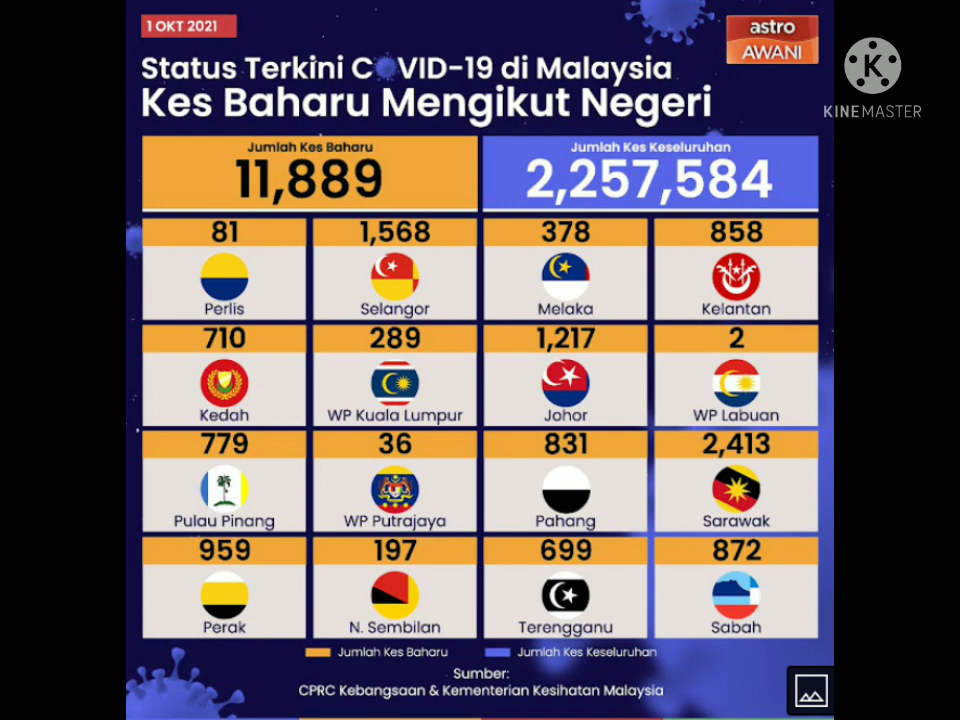 1 OKT 2021
astro
AWANI
K
KINEMASTER
Status Terkini COVID-19 di Malaysia
Kes Baharu Mengikut Negeri
Jumlah Kes Baharu
11,889
Jumlah Kes Keseluruhan
2,257,584
81
Perlis
1,568
Selangor
378
Melaka
858
Kelantan
710
Kedah
289
WP Kuala Lumpur
1,217
Johor
2
WP Labuan
779
Pulau Pinang
36
WP Putrajaya
831
Pahang
2,413
Sarawak
959
Perak
197
N. Sembilan
699
Terengganu
872
Sabah
Jumlah Kes Baharu
Jumlah Kes Keseluruhan
Sumber:
CPRC Kebangsaan & Kementerian Kesihatan Malaysia